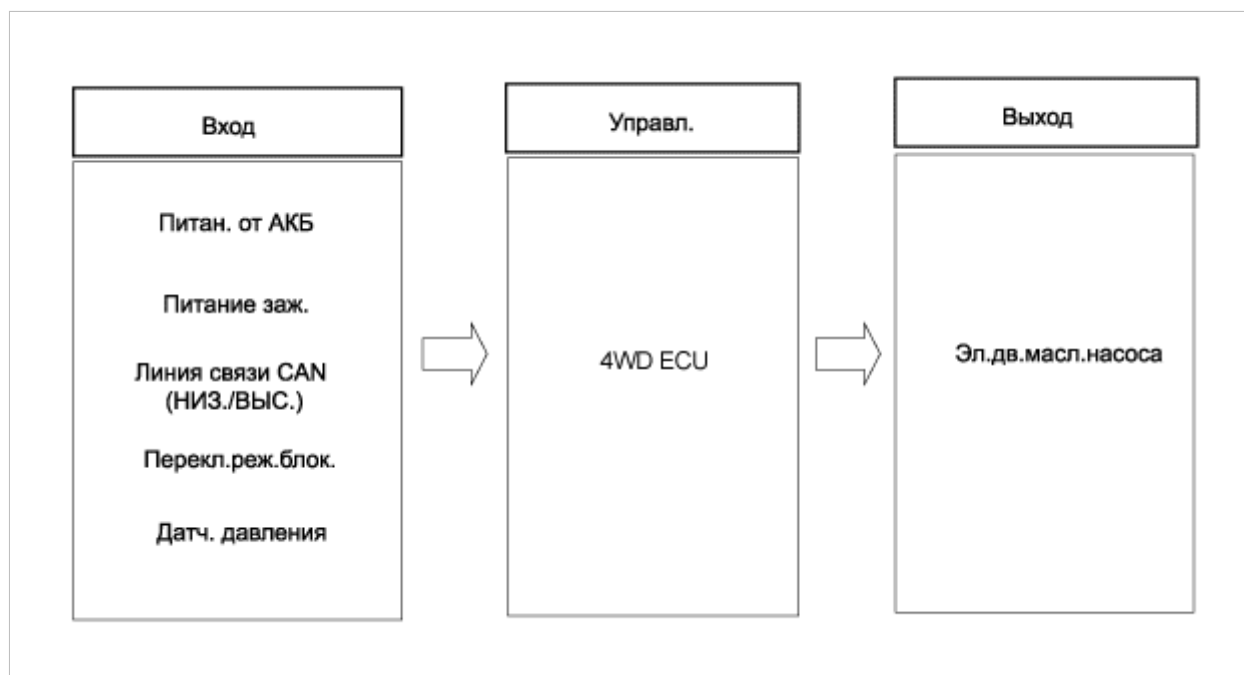 Вход
Питан. от АКБ
Питание заж.
Линия связи CAN
(НИЗ./ВЫС.)
Перекл.реж.блок.
Датч. давления
Управл.
4WD ECU
Выход
Эл.дв.масл.насоса